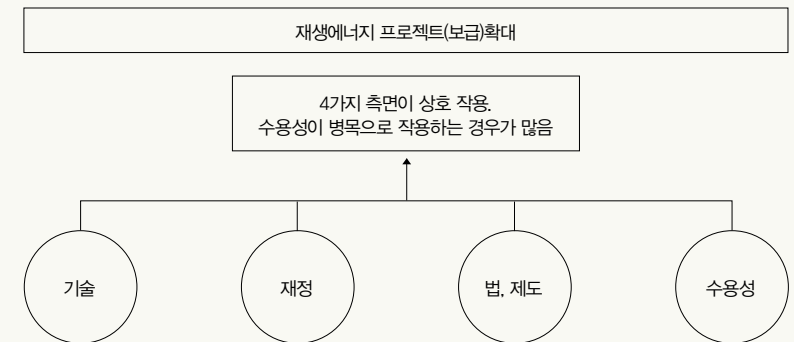 재생에너지 프로젝트(보급)확대
4가지 측면이 상호 작용.
수용성이 병목으로 작용하는 경우가 많음
기술
재정
법, 제도
수용성